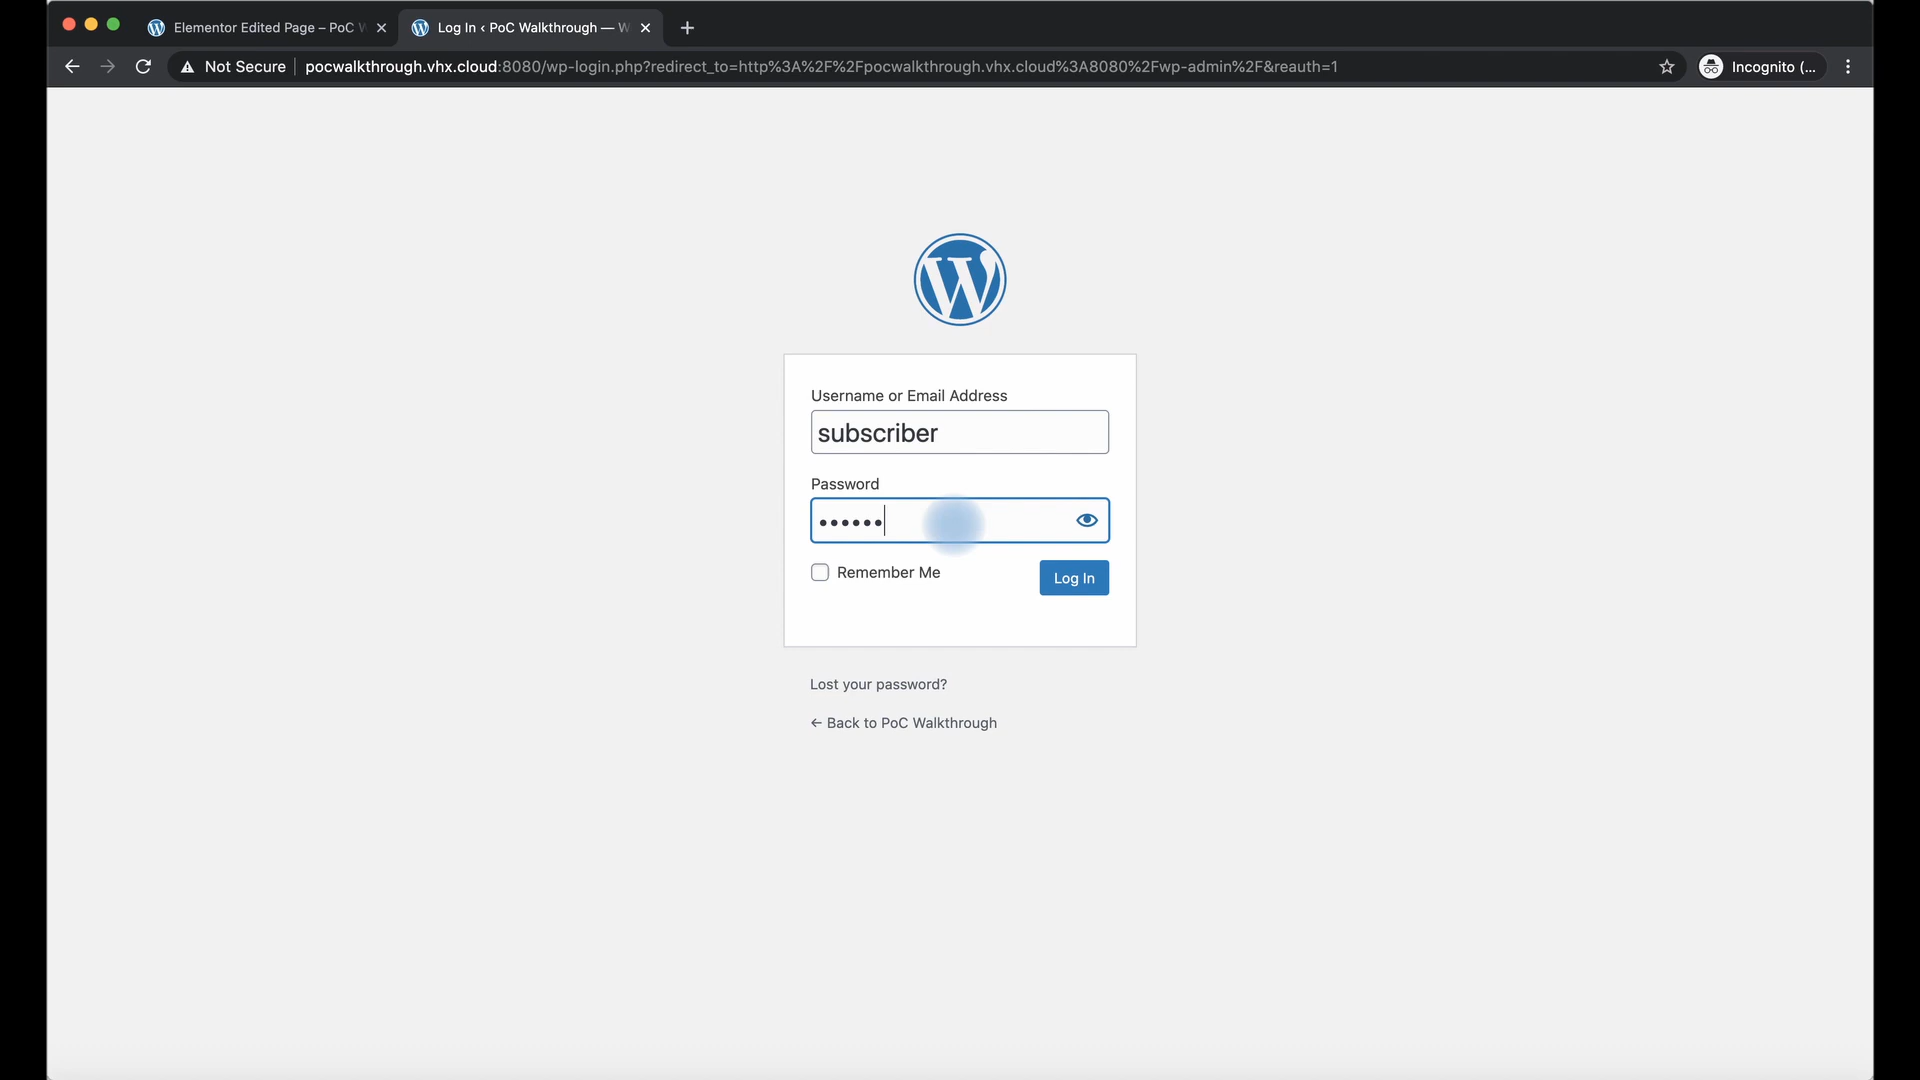 Elementor Edited Page – PoC W
Log In ‹ PoC Walkthrough — W
Not Secure
pocwalkthrough.vhx.cloud:8080/wp-login.php?redirect_to=http%3A%2F%2Fpocwalkthrough.vhx.cloud%3A8080%2Fwp-admin%2F&reauth=1
Incognito (...
Username or Email Address
subscriber
Password
••••••
Remember Me
Log In
Lost your password?
← Back to PoC Walkthrough